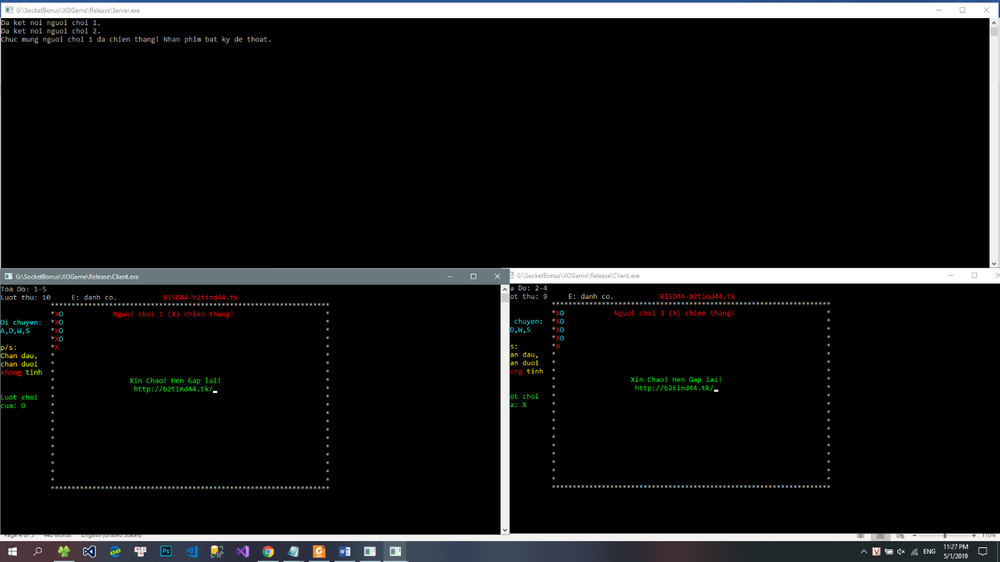 G:\SocketBonus\XOGame\Release\Server.exe
Da ket noi nguoi choi 1.
Da ket noi nguoi choi 2.
Chuc mung nguoi choi 1 da chien thang! Nhan phim bat ky de thoat.
G:\SocketBonus\XOGame\Release\Client.exe
Toa Do: 1-5
Luot thu: 10 E: danh co. B15D44-b2tind44.tk
*******************************************************************
*XO Nguoi choi 1 (X) chien thang! *
Di chuyen: *XO *
A,D,W,S *XO *
*XO *
p/s: *X *
Chan dau, * *
chan duoi * *
khong tinh * *
* Xin Chao! Hen Gap lai! *
* http://b2tind44.tk/_ *
Luot choi * *
cua: O * *
* *
* *
* *
* *
* *
* *
* *
* *
* *
*******************************************************************
G:\SocketBonus\XOGame\Release\Client.exe
a Do: 2-4
ot thu: 9 E: danh co. B15D44-b2tind44.tk
*******************************************************************
*XO Nguoi choi 1 (X) chien thang! *
chuyen: *XO *
D,W,S *XO *
*XO *
s: *X *
an dau, * *
an duoi * *
ong tinh * *
* Xin Chao! Hen Gap lai! *
* http://b2tind44.tk/_ *
ot choi * *
a: X * *
* *
* *
* *
* *
* *
* *
* *
* *
* *
*******************************************************************
Page 4 of 5 440 words English (United States) 110%
Ps
W
V
ENG
11:27 PM
5/1/2019